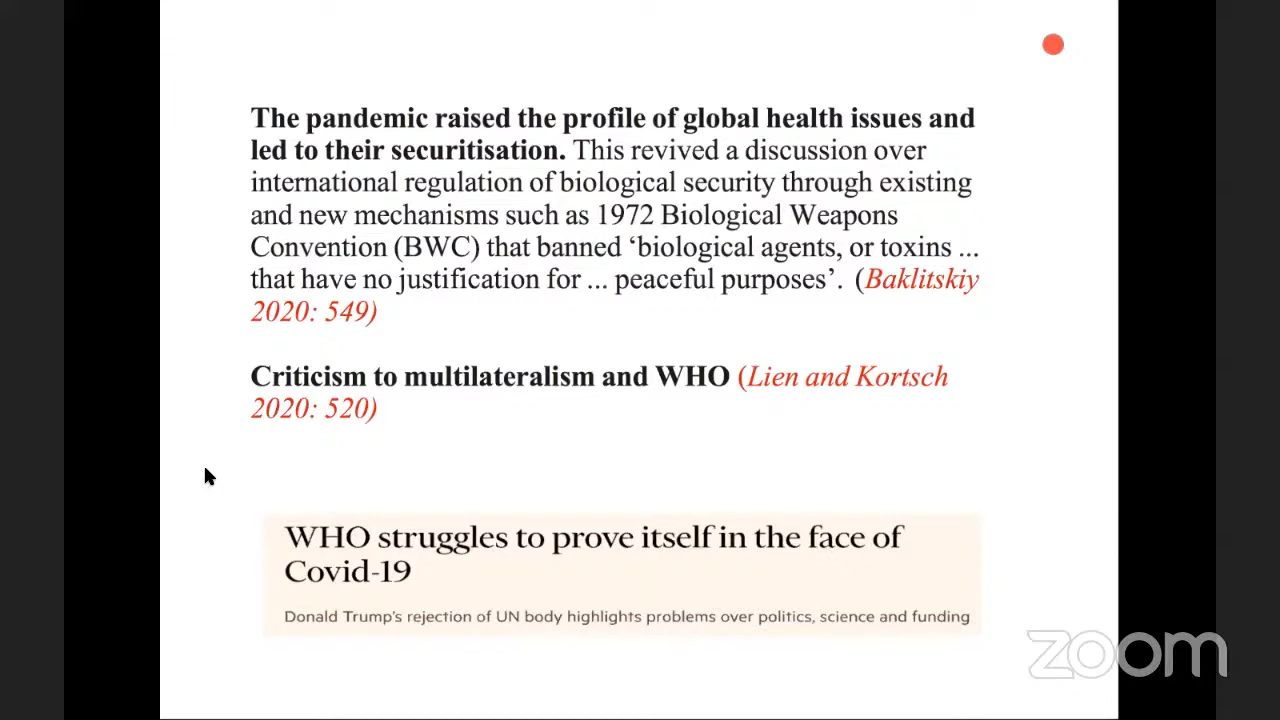 The pandemic raised the profile of global health issues and
led to their securitisation. This revived a discussion over
international regulation of biological security through existing
and new mechanisms such as 1972 Biological Weapons
Convention (BWC) that banned ‘biological agents, or toxins ...
that have no justification for ... peaceful purposes’. (Baklitskiy
2020: 549)
Criticism to multilateralism and WHO (Lien and Kortsch
2020: 520)
WHO struggles to prove itself in the face of
Covid-19
Donald Trump’s rejection of UN body highlights problems over politics, science and funding
zoom